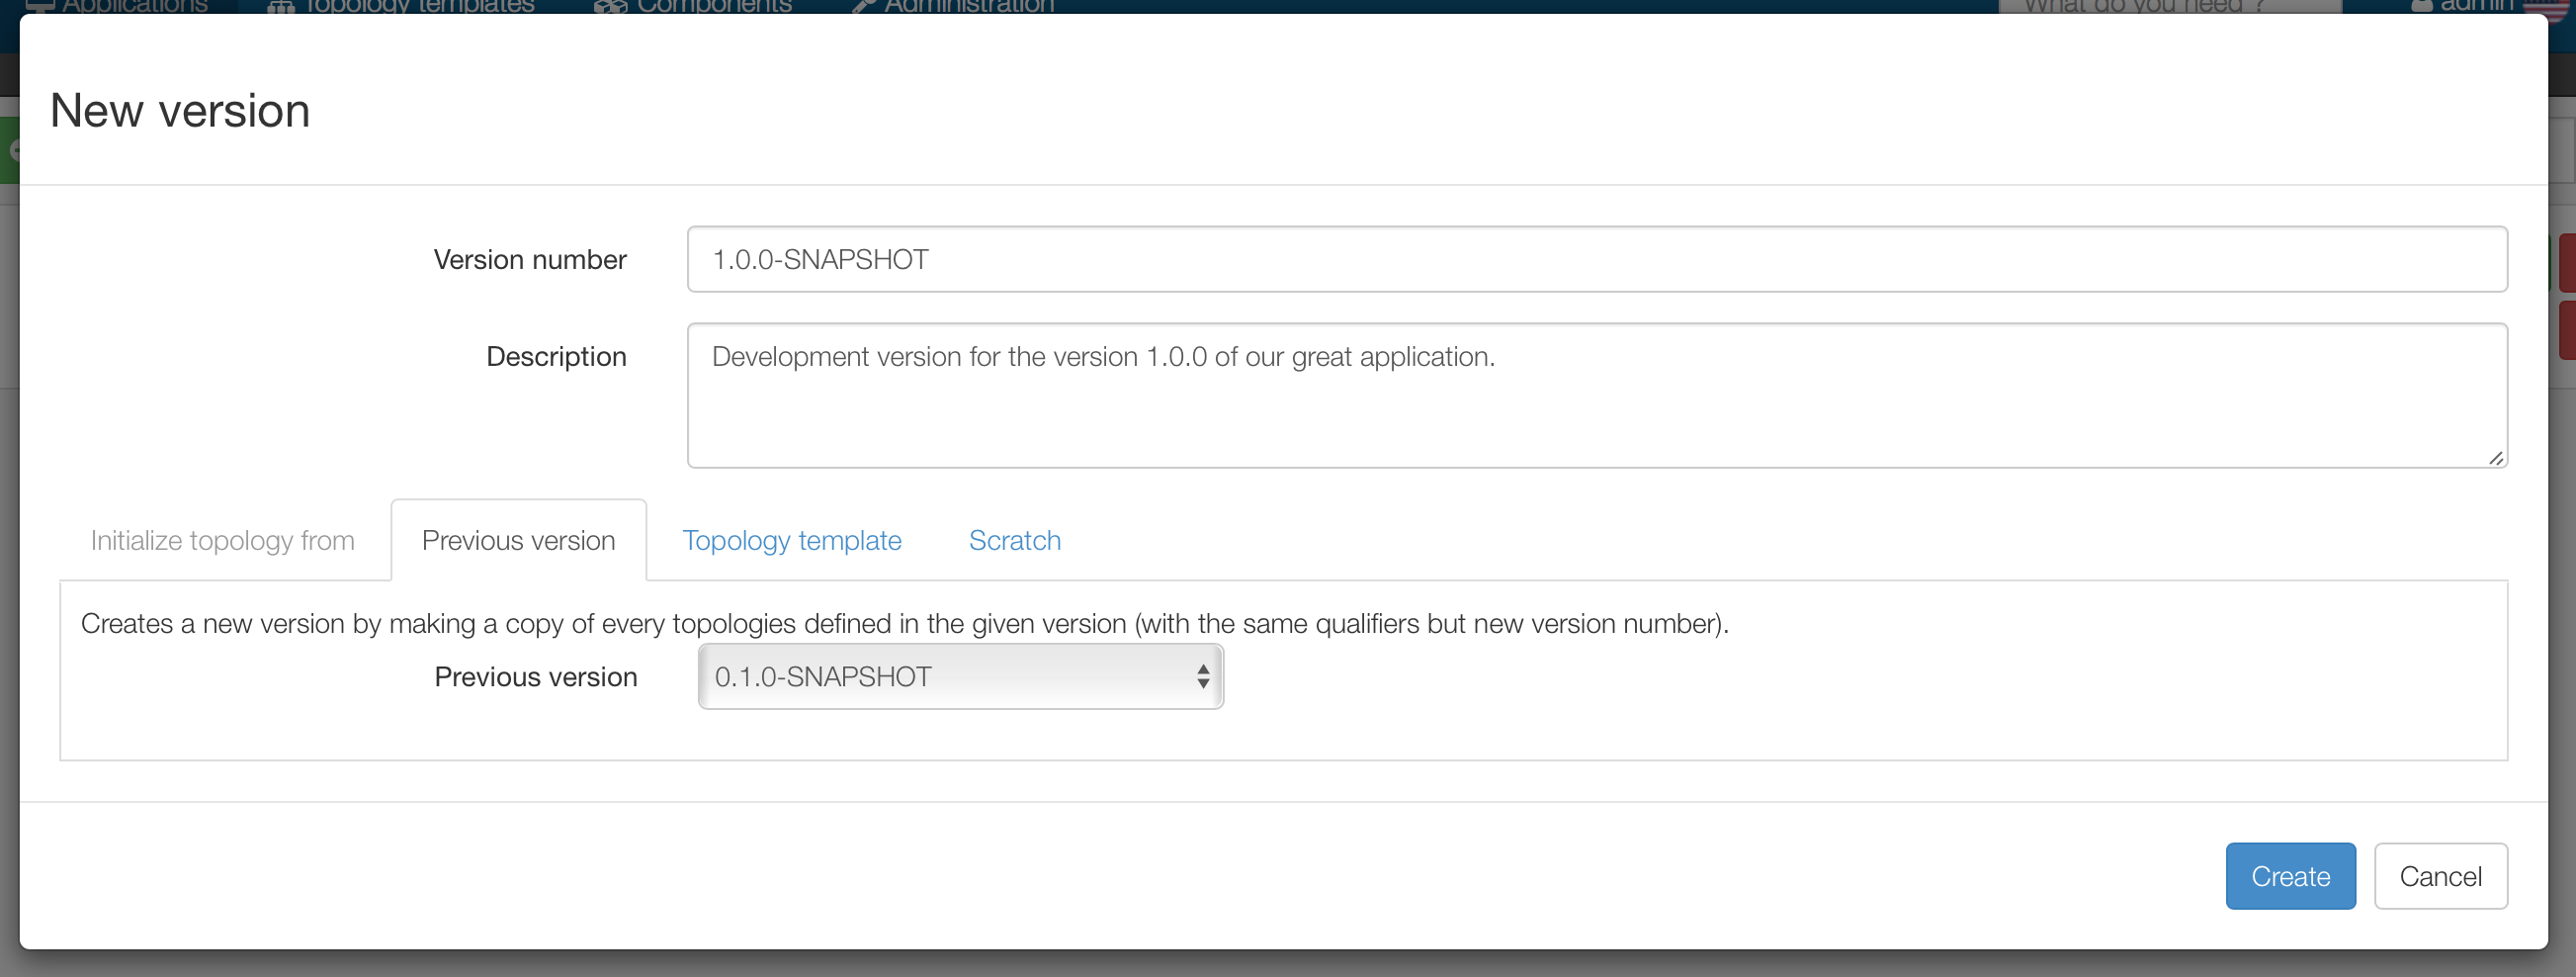 Applications Topology templates Components Administration What do you need ? admin
New version
Version number 1.0.0-SNAPSHOT
Description Development version for the version 1.0.0 of our great application.
Initialize topology from Previous version Topology template Scratch
Creates a new version by making a copy of every topologies defined in the given version (with the same qualifiers but new version number).
Previous version 0.1.0-SNAPSHOT
Create Cancel